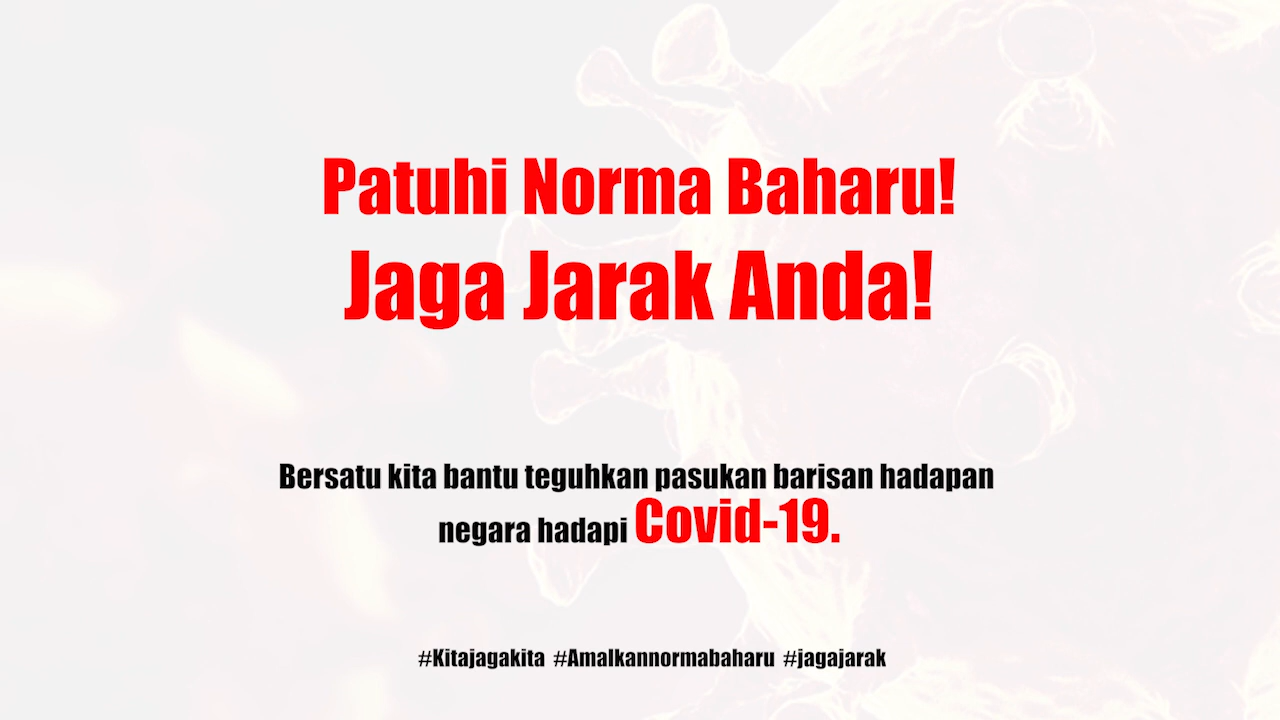 Patuhi Norma Baharu!
Jaga Jarak Anda!
Bersatu kita bantu teguhkan pasukan barisan hadapan
negara hadapi Covid-19.
#Kitajagakita #Amalkannormabaharu #jagajarak